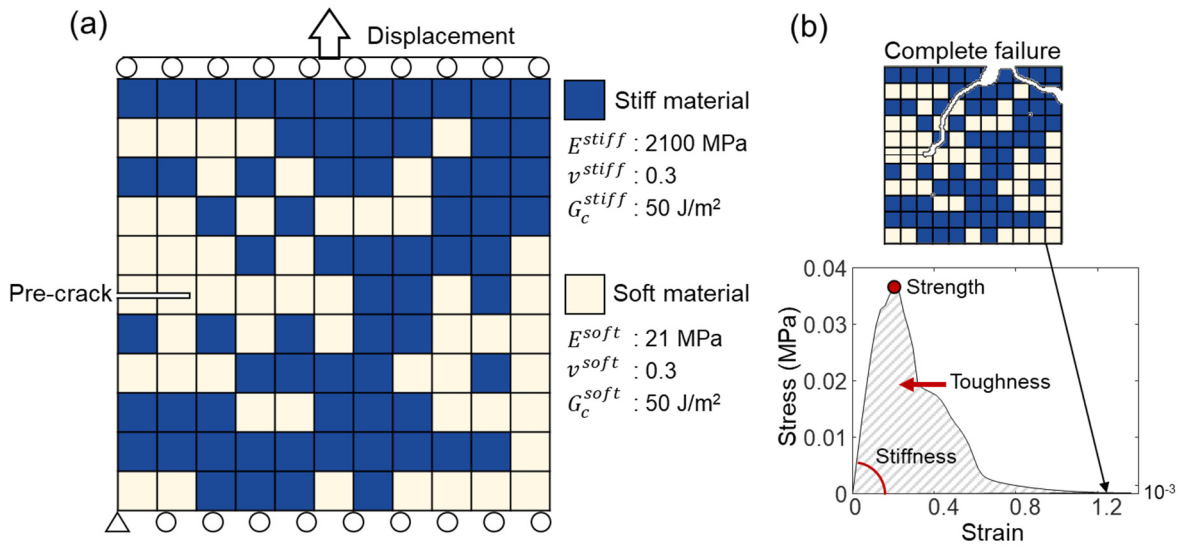 (a)
Displacement
Stiff material
E^stiff : 2100 MPa
v^stiff : 0.3
G_c^stiff : 50 J/m²
Pre-crack
Soft material
E^soft : 21 MPa
v^soft : 0.3
G_c^soft : 50 J/m²
(b)
Complete failure
0.04
0.03
0.02
0.01
0
Stress (MPa)
Strength
Toughness
Stiffness
0 0.4 0.8 1.2
10⁻³
Strain